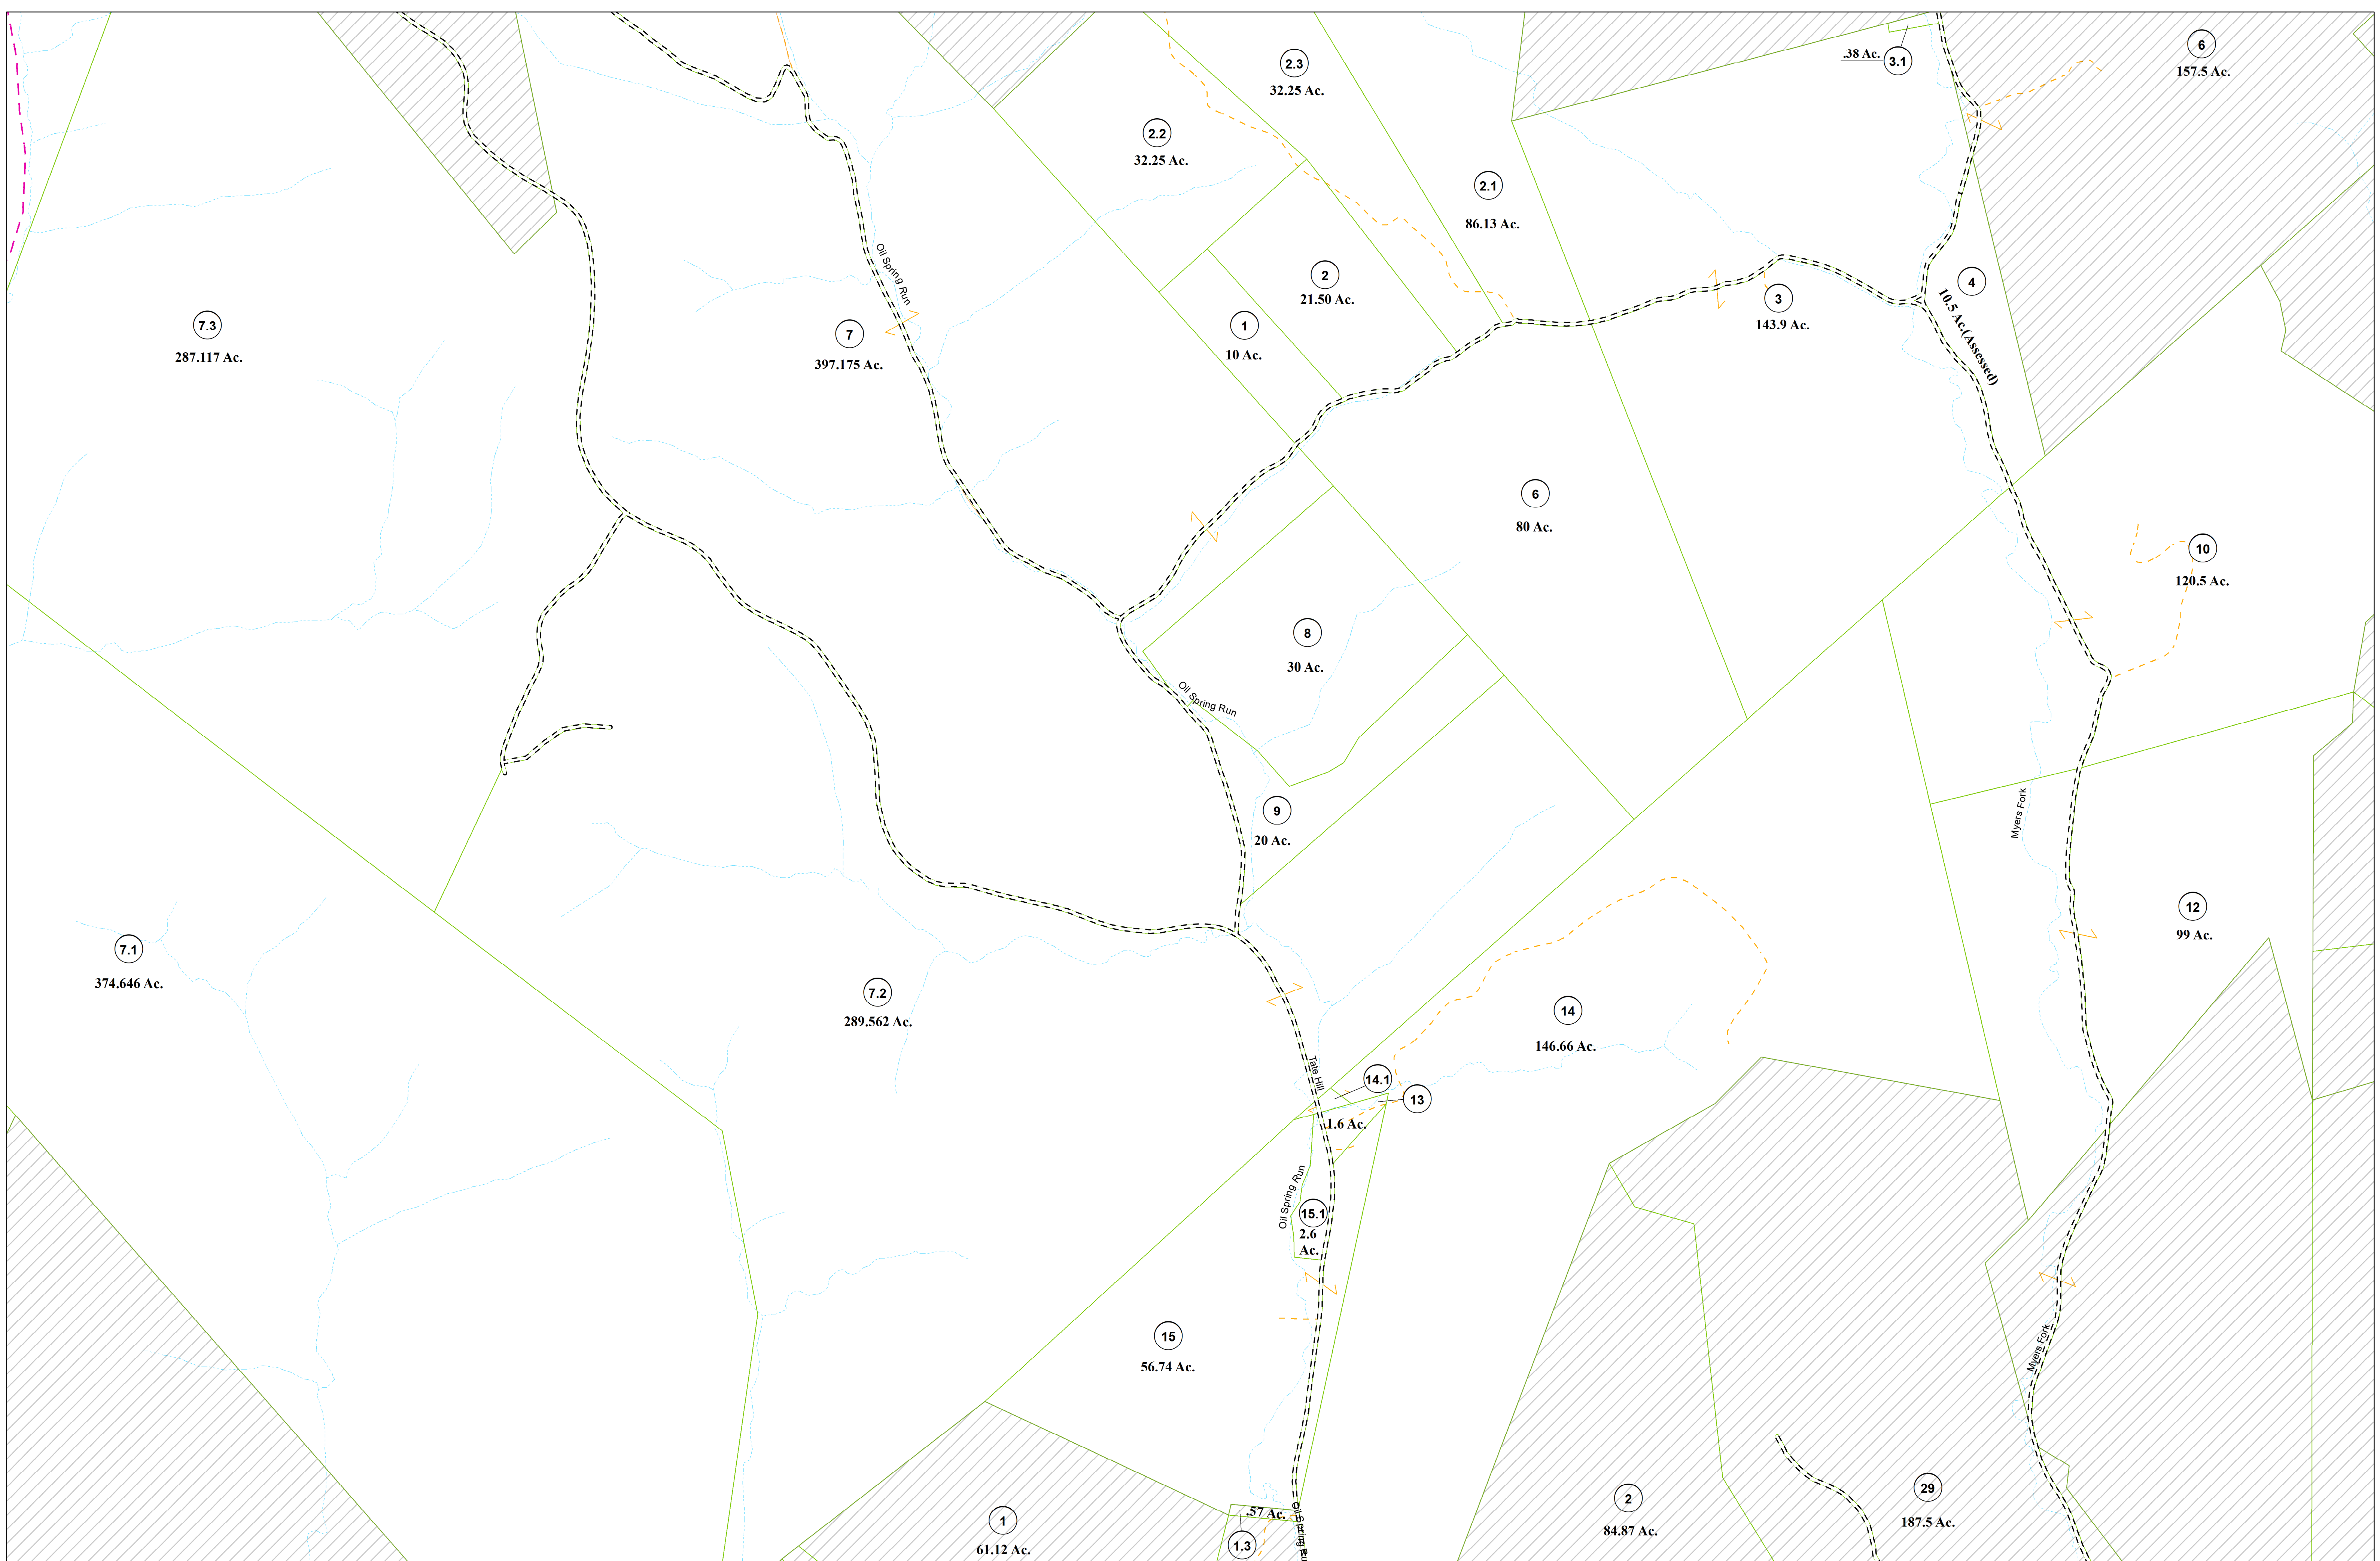 6
157.5 Ac.
.38 Ac.
3.1
2.3
32.25 Ac.
2.2
32.25 Ac.
2.1
86.13 Ac.
2
21.50 Ac.
1
10 Ac.
3
143.9 Ac.
4
10.5 Ac.(Assessed)
Oil Spring Run
7.3
287.117 Ac.
7
397.175 Ac.
6
80 Ac.
10
120.5 Ac.
8
30 Ac.
Oil Spring Run
9
20 Ac.
Myers Fork
12
99 Ac.
7.1
374.646 Ac.
7.2
289.562 Ac.
14
146.66 Ac.
Tate Hill
14.1
13
1.6 Ac.
Oil Spring Run
15.1
2.6
Ac.
15
56.74 Ac.
Myers Fork
2
84.87 Ac.
29
187.5 Ac.
1
61.12 Ac.
.57 Ac.
1.3
Oil Spring Ru